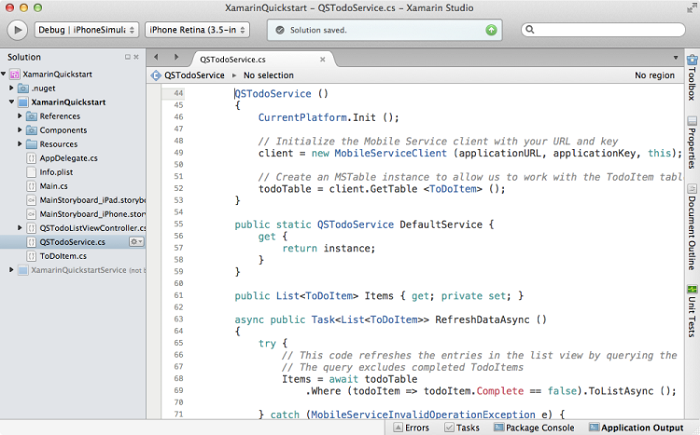 XamarinQuickstart – QSTodoService.cs – Xamarin Studio
Debug | iPhoneSimula
iPhone Retina (3.5-in
Solution saved.
Solution
XamarinQuickstart
.nuget
XamarinQuickstart
References
Components
Resources
AppDelegate.cs
Info.plist
Main.cs
MainStoryboard_iPad.storyb
MainStoryboard_iPhone.story
QSTodoListViewController.c
QSTodoService.cs
ToDoItem.cs
XamarinQuickstartService (not b
QSTodoService.cs
QSTodoService
No selection
No region
44 QSTodoService ()
45 {
46 CurrentPlatform.Init ();
47
48 // Initialize the Mobile Service client with your URL and key
49 client = new MobileServiceClient (applicationURL, applicationKey, this);
50
51 // Create an MSTable instance to allow us to work with the TodoItem tabl
52 todoTable = client.GetTable <ToDoItem> ();
53 }
54
55 public static QSTodoService DefaultService {
56 get {
57 return instance;
58 }
59 }
60
61 public List<ToDoItem> Items { get; private set; }
62
63 async public Task<List<ToDoItem>> RefreshDataAsync ()
64 {
65 try {
66 // This code refreshes the entries in the list view by querying the
67 // The query excludes completed TodoItems
68 Items = await todoTable
69 .Where (todoItem => todoItem.Complete == false).ToListAsync ();
70
71 } catch (MobileServiceInvalidOperationException e) {
Toolbox
Properties
Document Outline
Unit Tests
Errors
Tasks
Package Console
Application Output